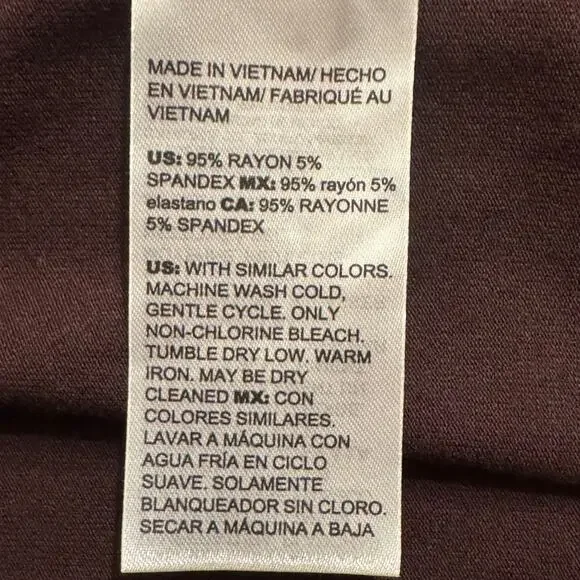 MADE IN VIETNAM/ HECHO
EN VIETNAM/ FABRIQUÉ AU
VIETNAM
US: 95% RAYON 5%
SPANDEX MX: 95% rayón 5%
elastano CA: 95% RAYONNE
5% SPANDEX
US: WITH SIMILAR COLORS.
MACHINE WASH COLD,
GENTLE CYCLE. ONLY
NON-CHLORINE BLEACH.
TUMBLE DRY LOW. WARM
IRON. MAY BE DRY
CLEANED MX: CON
COLORES SIMILARES.
LAVAR A MÁQUINA CON
AGUA FRÍA EN CICLO
SUAVE. SOLAMENTE
BLANQUEADOR SIN CLORO.
SECAR A MÁQUINA A BAJA